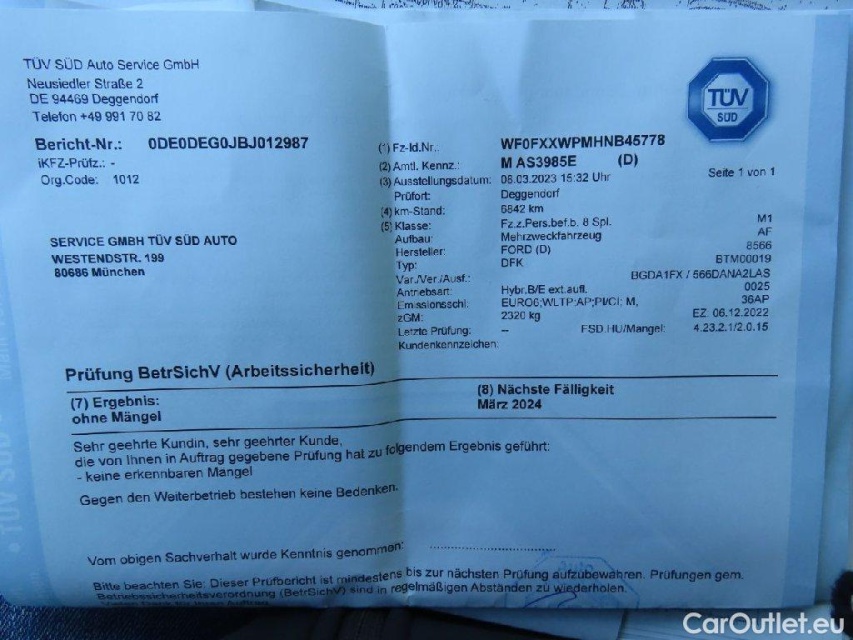 TÜV SÜD Auto Service GmbH
Neusiedler Straße 2
DE 94469 Deggendorf
Telefon +49 991 70 82
TÜV
SÜD
Bericht-Nr.: 0DE0DEG0JBJ012987
iKFZ-Prüfz.: -
Org.Code: 1012
Seite 1 von 1
(1) Fz-Id.Nr.: WF0FXXWPMHNB45778
(2) Amtl. Kennz.: M AS3985E (D)
(3) Ausstellungsdatum: 08.03.2023 15:32 Uhr
Prüfort: Deggendorf
(4) km-Stand: 6842 km
(5) Klasse: Fz.z.Pers.bef.b. 8 Spl. M1
Aufbau: Mehrzweckfahrzeug AF
Hersteller: FORD (D) 8566
Typ: DFK BTM00019
Var./Ver./Ausf.: BGDA1FX / 566DANA2LAS
Antriebsart: Hybr.B/E ext.aufl. 0025
Emissionsschl.: EURO6;WLTP;AP;PI/CI; M, 36AP
zGM: 2320 kg EZ: 06.12.2022
Letzte Prüfung: -- FSD.HU/Mangel: 4.23.2.1/2.0.15
Kundenkennzeichen:
SERVICE GMBH TÜV SÜD AUTO
WESTENDSTR. 199
80686 München
Prüfung BetrSichV (Arbeitssicherheit)
(7) Ergebnis:
ohne Mängel
(8) Nächste Fälligkeit
März 2024
Sehr geehrte Kundin, sehr geehrter Kunde,
die von Ihnen in Auftrag gegebene Prüfung hat zu folgendem Ergebnis geführt:
- keine erkennbaren Mangel
Gegen den Weiterbetrieb bestehen keine Bedenken.
Vom obigen Sachverhalt wurde Kenntnis genommen:
Bitte beachten Sie: Dieser Prüfbericht ist mindestens bis zur nächsten Prüfung aufzubewahren. Prüfungen gem.
Betriebssicherheitsverordnung (BetrSichV) sind in regelmäßigen Abständen zu wiederholen.
CarOutlet.eu